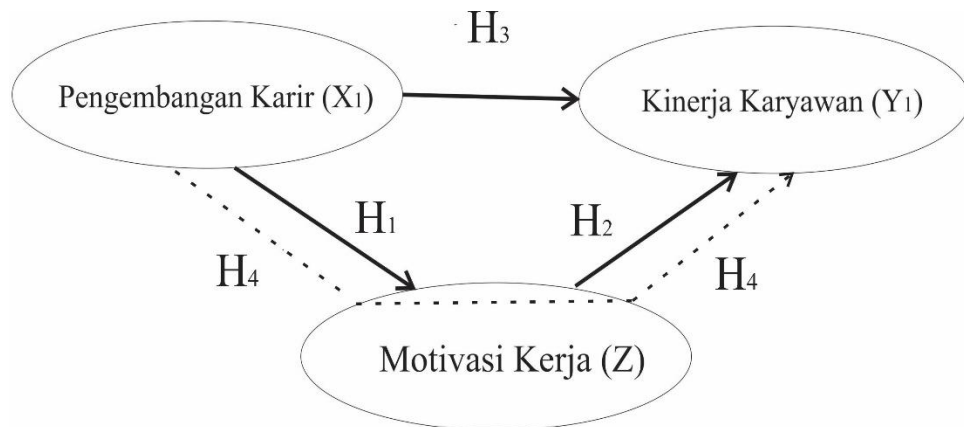 H3
Pengembangan Karir (X1)
Kinerja Karyawan (Y1)
H1
H2
H4
H4
Motivasi Kerja (Z)